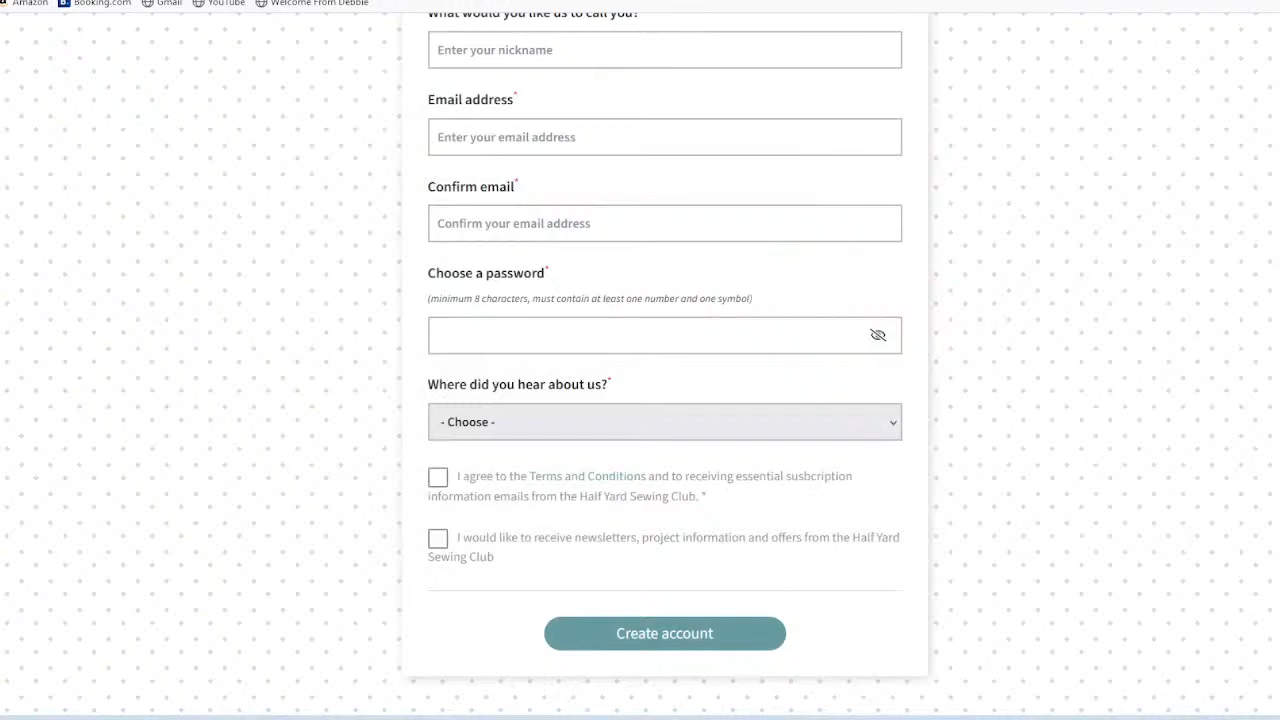 Amazon Booking.com Gmail YouTube Welcome From Debbie
What would you like us to call you?
Enter your nickname
Email address*
Enter your email address
Confirm email*
Confirm your email address
Choose a password*
(minimum 8 characters, must contain at least one number and one symbol)
Where did you hear about us?*
- Choose -
I agree to the Terms and Conditions and to receiving essential susbcription
information emails from the Half Yard Sewing Club. *
I would like to receive newsletters, project information and offers from the Half Yard
Sewing Club
Create account